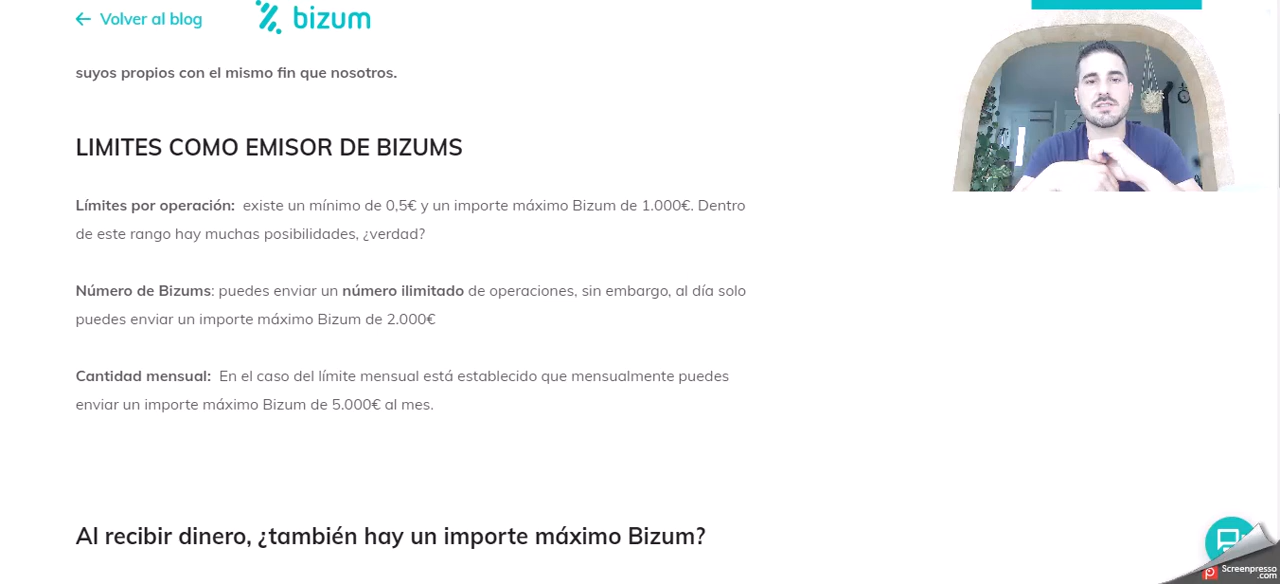 ← Volver al blog
bizum
suyos propios con el mismo fin que nosotros.
LIMITES COMO EMISOR DE BIZUMS
Límites por operación: existe un mínimo de 0,5€ y un importe máximo Bizum de 1.000€. Dentro
de este rango hay muchas posibilidades, ¿verdad?
Número de Bizums: puedes enviar un número ilimitado de operaciones, sin embargo, al día solo
puedes enviar un importe máximo Bizum de 2.000€
Cantidad mensual: En el caso del límite mensual está establecido que mensualmente puedes
enviar un importe máximo Bizum de 5.000€ al mes.
Al recibir dinero, ¿también hay un importe máximo Bizum?
Screenpresso
.com